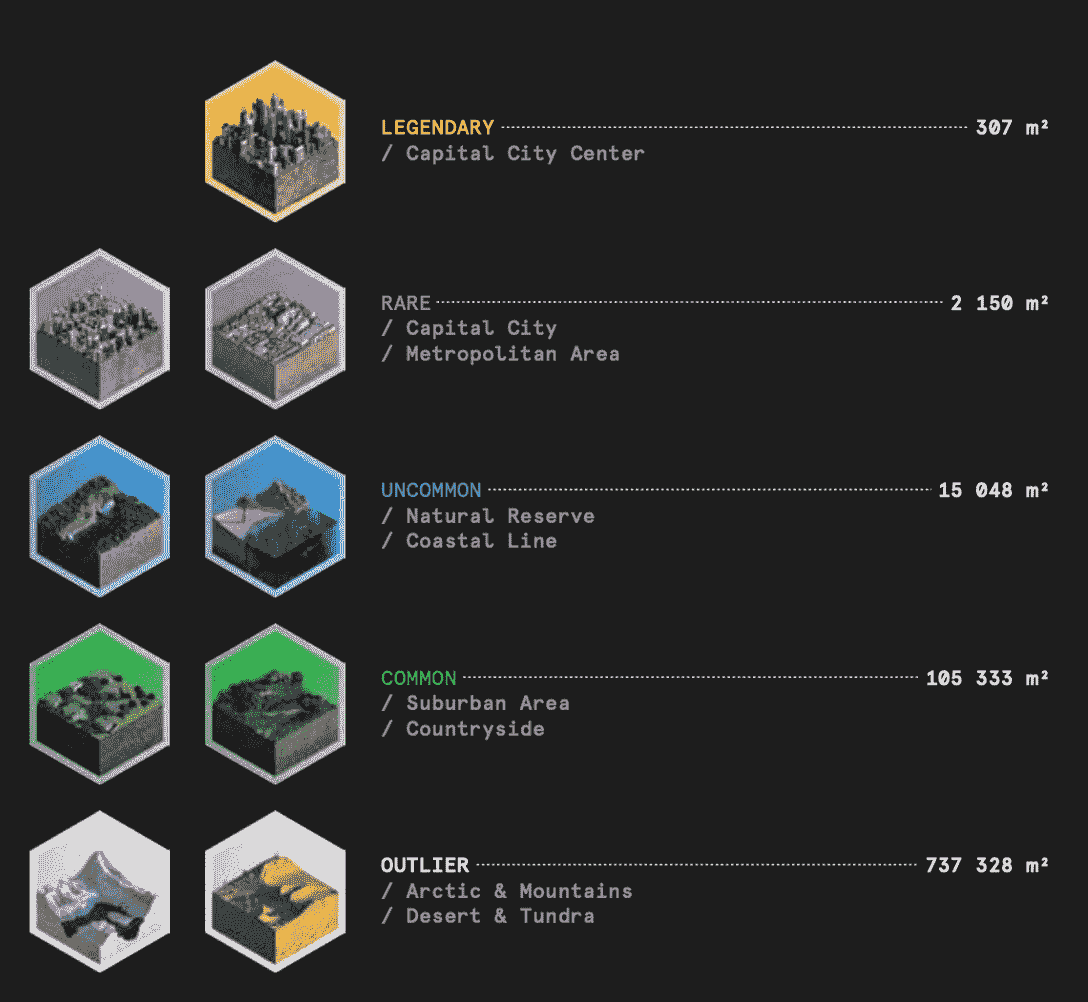 LEGENDARY 307 m²
/ Capital City Center
RARE 2 150 m²
/ Capital City
/ Metropolitan Area
UNCOMMON 15 048 m²
/ Natural Reserve
/ Coastal Line
COMMON 105 333 m²
/ Suburban Area
/ Countryside
OUTLIER 737 328 m²
/ Arctic & Mountains
/ Desert & Tundra